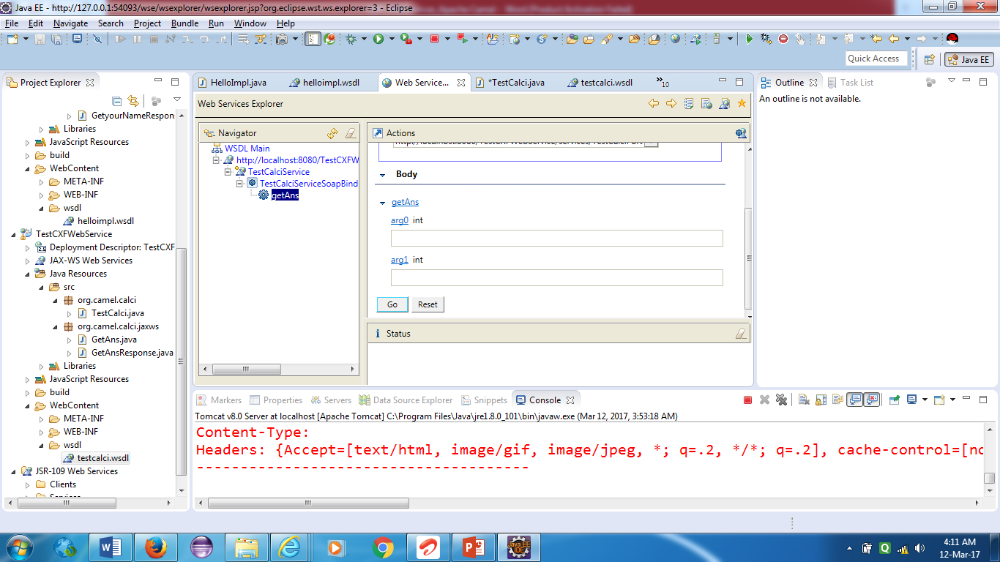 Java EE - http://127.0.0.1:54093/wse/wsexplorer/wsexplorer.jsp?org.eclipse.wst.ws.explorer=3 - Eclipse
File Edit Navigate Search Project Bundle Run Window Help
Quick Access
Java EE
Project Explorer
GetyourNameRespon
Libraries
JavaScript Resources
build
WebContent
META-INF
WEB-INF
wsdl
helloimpl.wsdl
TestCXFWebService
Deployment Descriptor: TestCXF
JAX-WS Web Services
Java Resources
src
org.camel.calci
TestCalci.java
org.camel.calci.jaxws
GetAns.java
GetAnsResponse.java
Libraries
JavaScript Resources
build
WebContent
META-INF
WEB-INF
wsdl
testcalci.wsdl
JSR-109 Web Services
Clients
HelloImpl.java helloimpl.wsdl Web Service... *TestCalci.java testcalci.wsdl »10
Web Services Explorer
Navigator
WSDL Main
http://localhost:8080/TestCXFW
TestCalciService
TestCalciServiceSoapBind
getAns
Actions
Body
getAns
arg0 int
arg1 int
Go Reset
Status
Outline Task List
An outline is not available.
Markers Properties Servers Data Source Explorer Snippets Console
Tomcat v8.0 Server at localhost [Apache Tomcat] C:\Program Files\Java\jre1.8.0_101\bin\javaw.exe (Mar 12, 2017, 3:53:18 AM)
Content-Type:
Headers: {Accept=[text/html, image/gif, image/jpeg, *; q=.2, */*; q=.2], cache-control=[no
--------------------------------------
4:11 AM
12-Mar-17